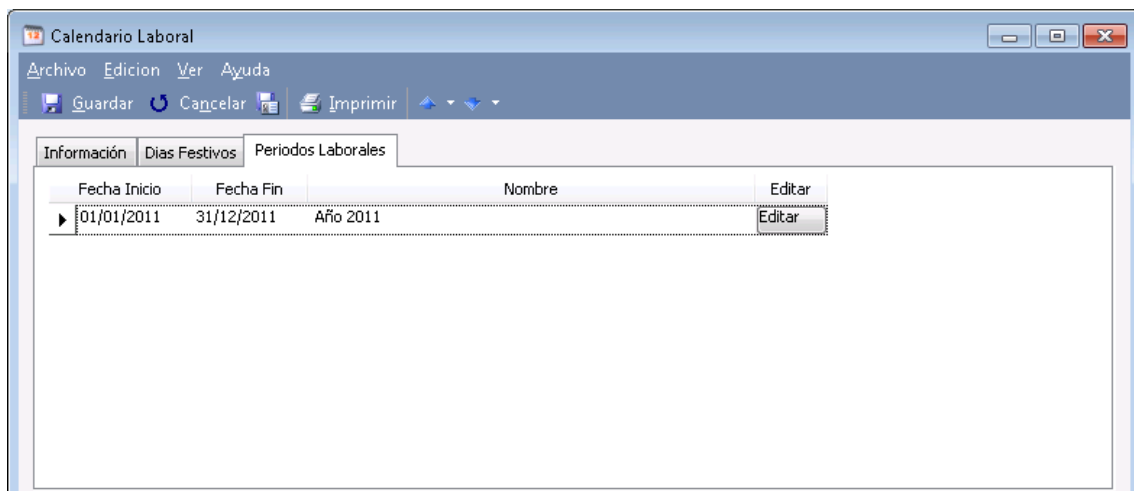 Calendario Laboral
Archivo Edicion Ver Ayuda
Guardar Cancelar Imprimir
Información Dias Festivos Periodos Laborales
Fecha Inicio Fecha Fin Nombre Editar
01/01/2011 31/12/2011 Año 2011 Editar